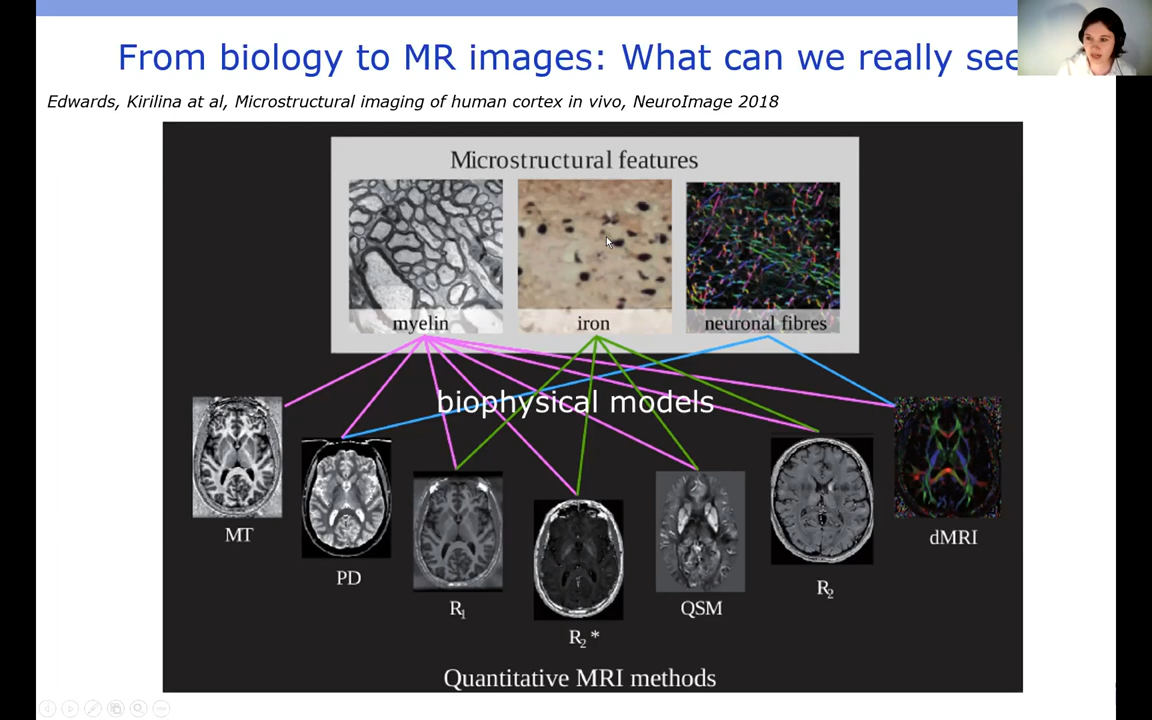 From biology to MR images: What can we really see
Edwards, Kirilina at al, Microstructural imaging of human cortex in vivo, NeuroImage 2018
Microstructural features
myelin iron neuronal fibres
biophysical models
MT
PD
R1
R2*
QSM
R2
dMRI
Quantitative MRI methods